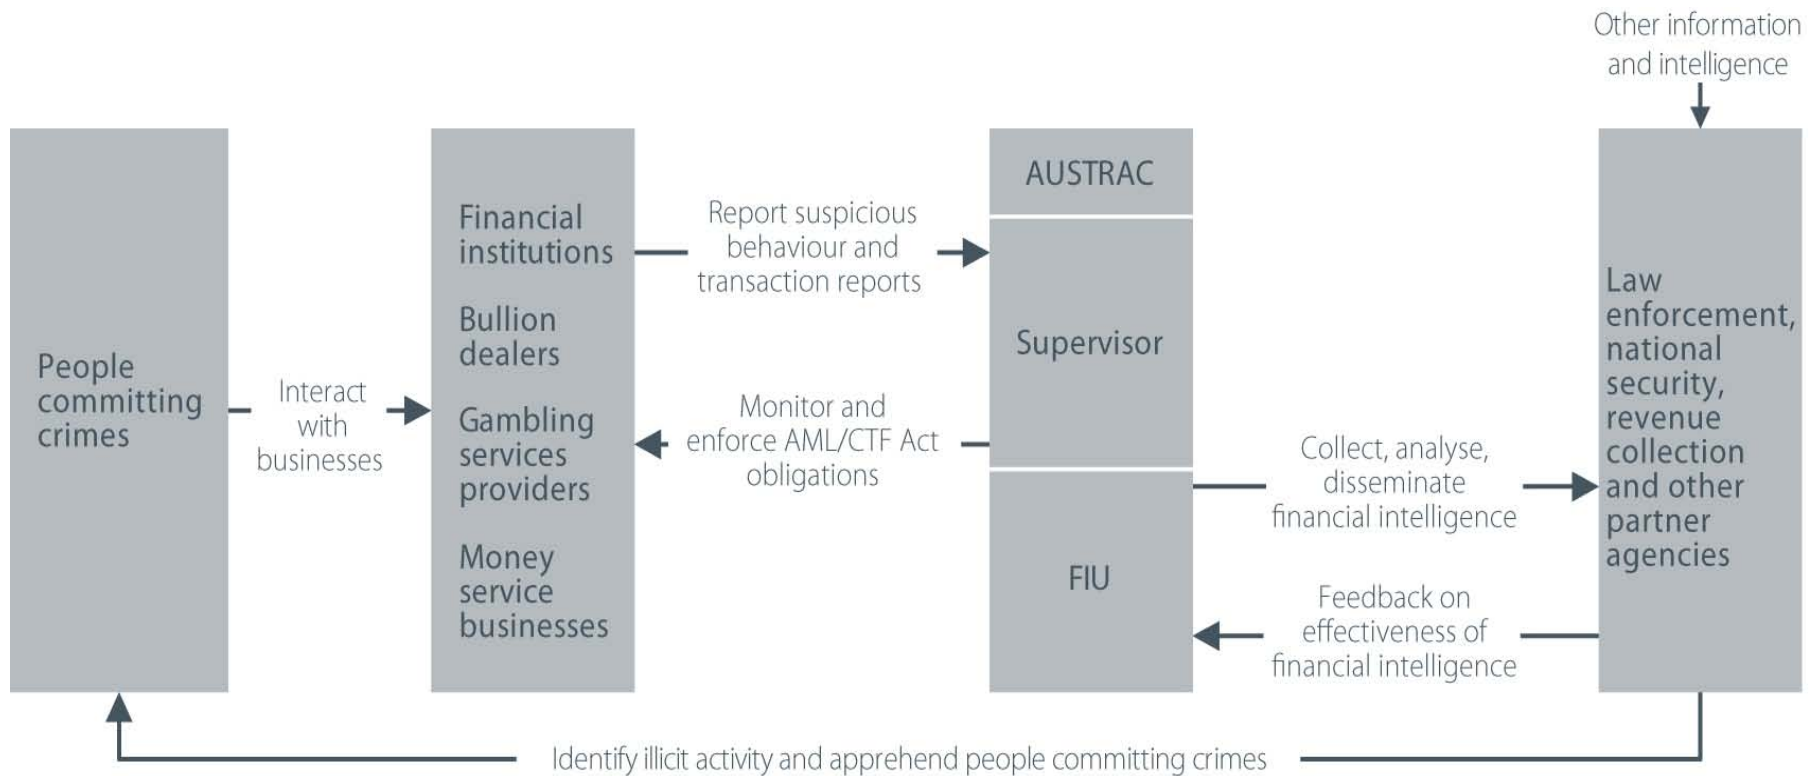 Other information
and intelligence
People
committing
crimes
Interact
with
businesses
Financial
institutions
Bullion
dealers
Gambling
services
providers
Money
service
businesses
Report suspicious
behaviour and
transaction reports
Monitor and
enforce AML/CTF Act
obligations
AUSTRAC
Supervisor
FIU
Collect, analyse,
disseminate
financial intelligence
Feedback on
effectiveness of
financial intelligence
Law
enforcement,
national
security,
revenue
collection
and other
partner
agencies
Identify illicit activity and apprehend people committing crimes